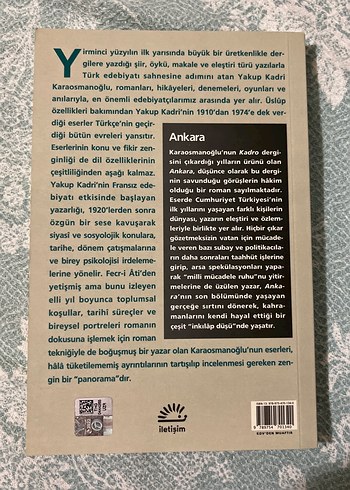 Yirminci yüzyılın ilk yarısında büyük bir üretkenlikle der-
gilere yazdığı şiir, öykü, makale ve eleştiri türü yazılarla
Türk edebiyatı sahnesine adımını atan Yakup Kadri
Karaosmanoğlu, romanları, hikâyeleri, denemeleri, oyunları ve
anılarıyla, en önemli edebiyatçılarımız arasında yer alır. Üslûp
özellikleri bakımından Yakup Kadri'nin 1910'dan 1974'e dek ver-
diği eserler Türkçe'nin geçir-
diği bütün evreleri yansıtır.
Eserlerinin konu ve fikir zen-
ginliği de dil özelliklerinin
çeşitliliğinden aşağı kalmaz.
Yakup Kadri'nin Fransız ede-
biyatı etkisinde başlayan
yazarlığı, 1920'lerden sonra
özgün bir sese kavuşarak
siyasî ve sosyolojik konulara,
tarihe, dönem çatışmalarına
ve birey psikolojisi irdeleme-
lerine yönelir. Fecr-i Âti'den
yetişmiş ama bunu izleyen
elli yıl boyunca toplumsal
koşullar, tarihî süreçler ve
bireysel portreleri romanın
dokusuna işlemek için roman
tekniğiyle de boğuşmuş bir yazar olan Karaosmanoğlu'nun eserleri,
hâlâ tüketilememiş ayrıntılarının tartışılıp incelenmesi gereken zen-
gin bir "panorama"dır.
Ankara
Karaosmanoğlu'nun Kadro dergi-
sini çıkardığı yılların ürünü olan
Ankara, düşünce olarak bu dergi-
nin savunduğu görüşlerin hâkim
olduğu bir roman sayılmaktadır.
Eserde Cumhuriyet Türkiyesi'nin
ilk yıllarını yaşayan farklı kişilerin
dünyası, yazarın eleştiri ve özlem-
leriyle birlikte yer alır. Hiçbir çıkar
gözetmeksizin vatan için mücade-
le veren bazı subay ve politikacıla-
rın daha sonraları taahhüt işlerine
girip, arsa spekülasyonları yapa-
rak "milli mücadele ruhu"nu yitir-
melerine de üzülen yazar, Anka-
ra'nın son bölümünde yaşayan
gerçeğe sırtını dönerek, kahra-
manlarını kendi hayal ettiği bir
çeşit "inkılâp düşü"nde yaşatır.
iletişim